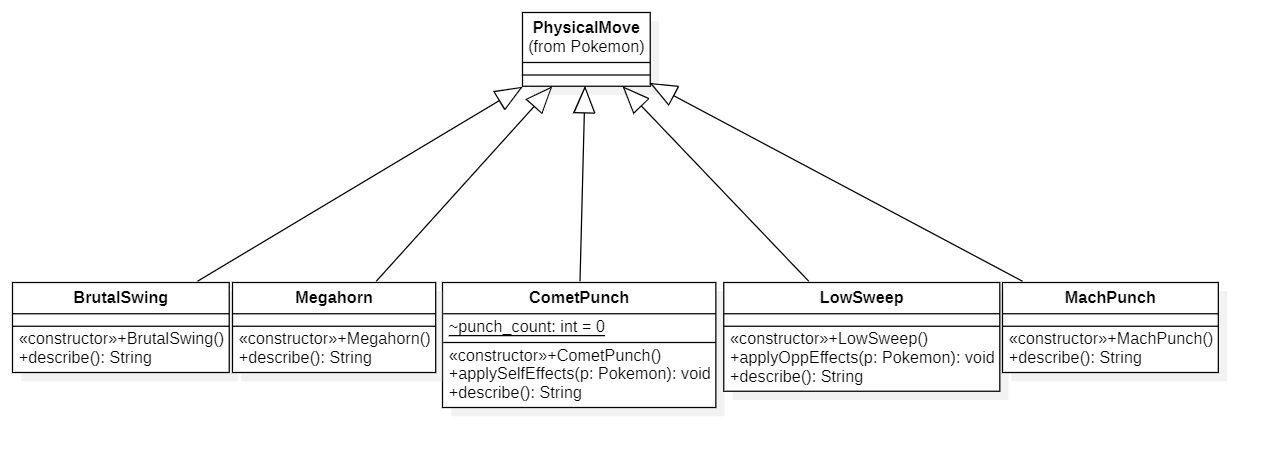 PhysicalMove
(from Pokemon)
BrutalSwing
«constructor»+BrutalSwing()
+describe(): String
Megahorn
«constructor»+Megahorn()
+describe(): String
CometPunch
~punch_count: int = 0
«constructor»+CometPunch()
+applySelfEffects(p: Pokemon): void
+describe(): String
LowSweep
«constructor»+LowSweep()
+applyOppEffects(p: Pokemon): void
+describe(): String
MachPunch
«constructor»+MachPunch()
+describe(): String